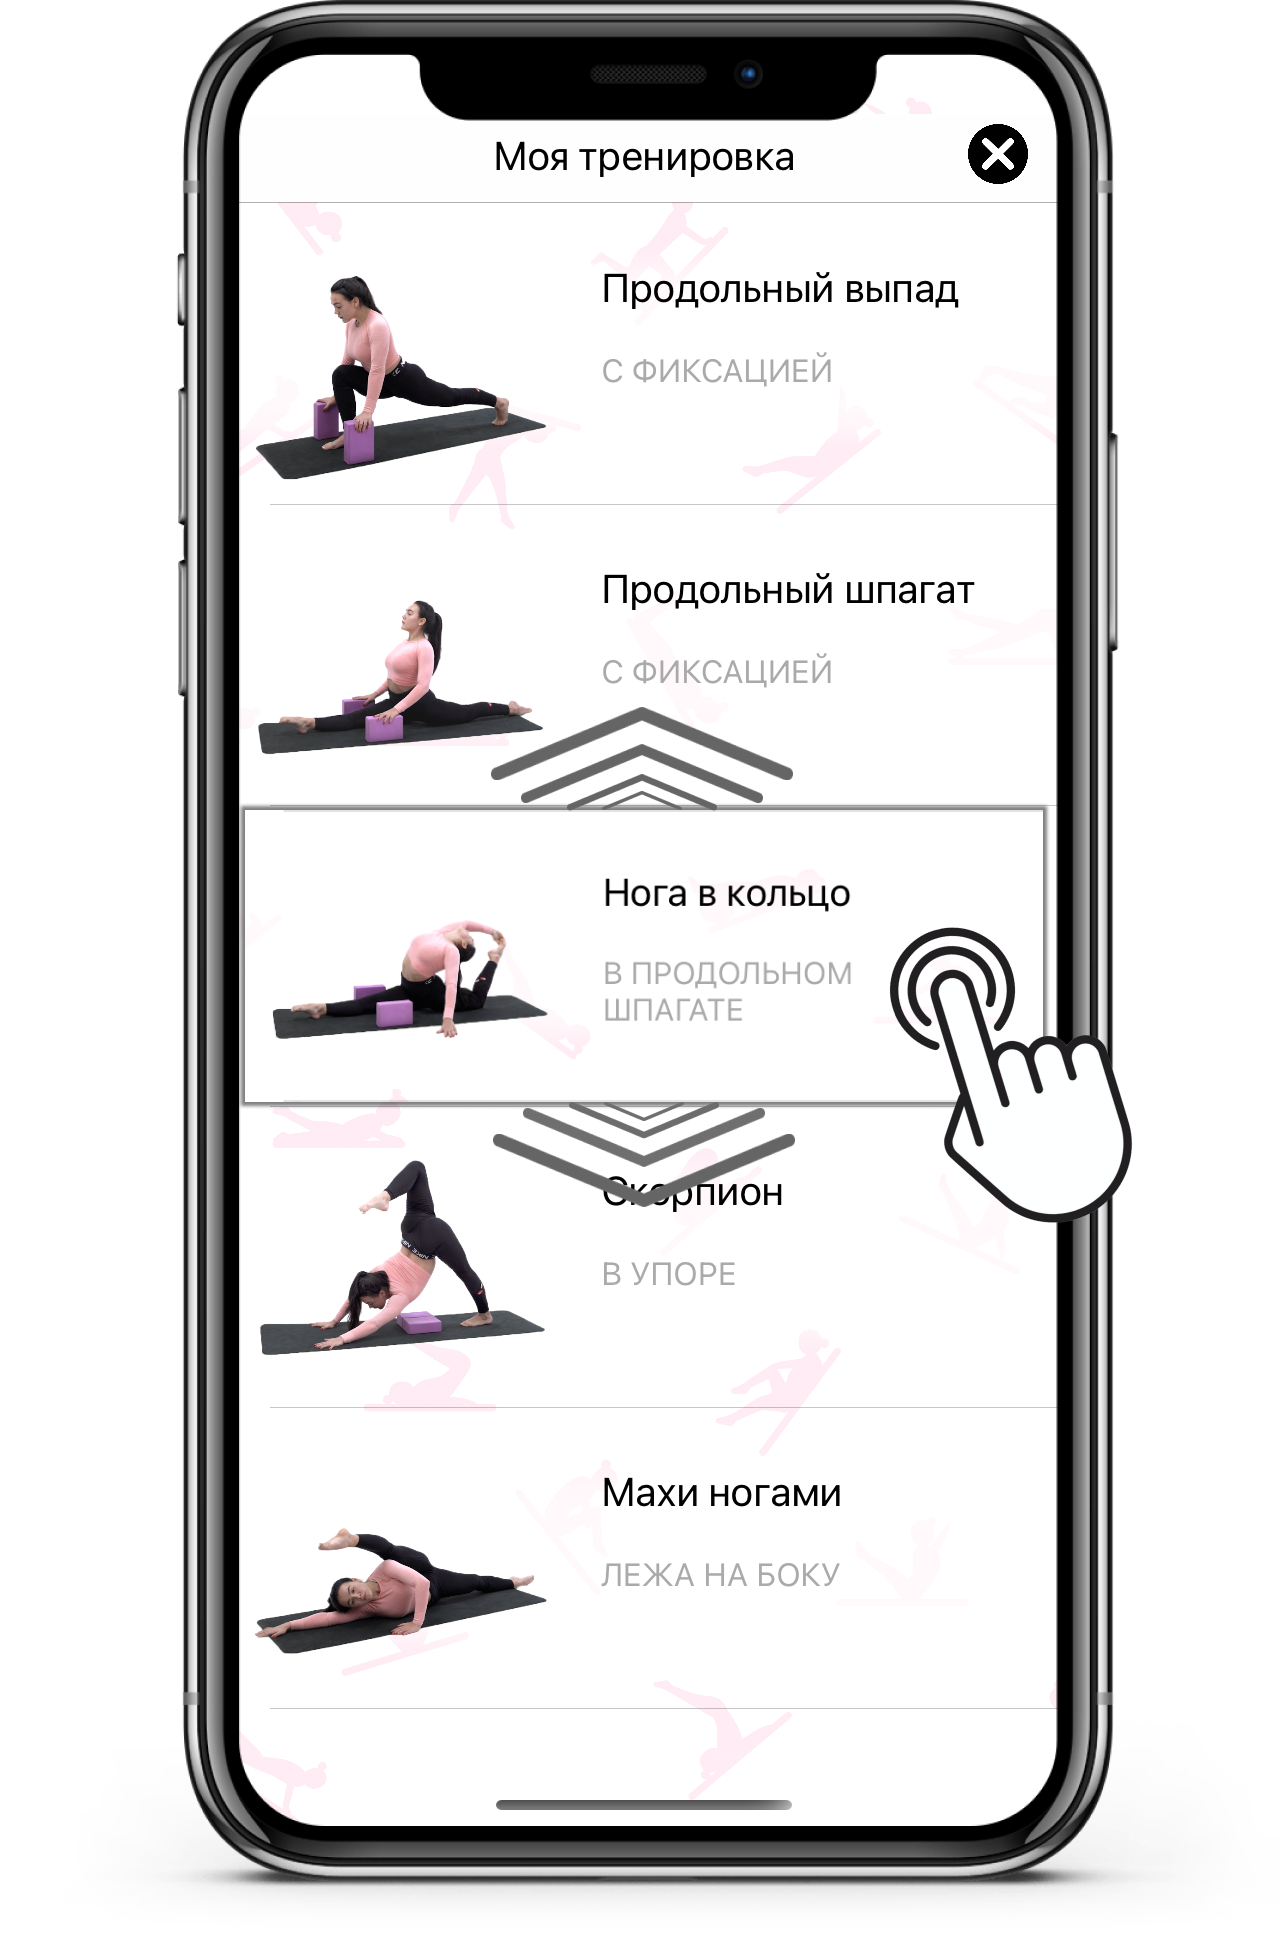 Моя тренировка
Продольный выпад
С ФИКСАЦИЕЙ
Продольный шпагат
С ФИКСАЦИЕЙ
Нога в кольцо
В ПРОДОЛЬНОМ
ШПАГАТЕ
Скорпион
В УПОРЕ
Махи ногами
ЛЕЖА НА БОКУ